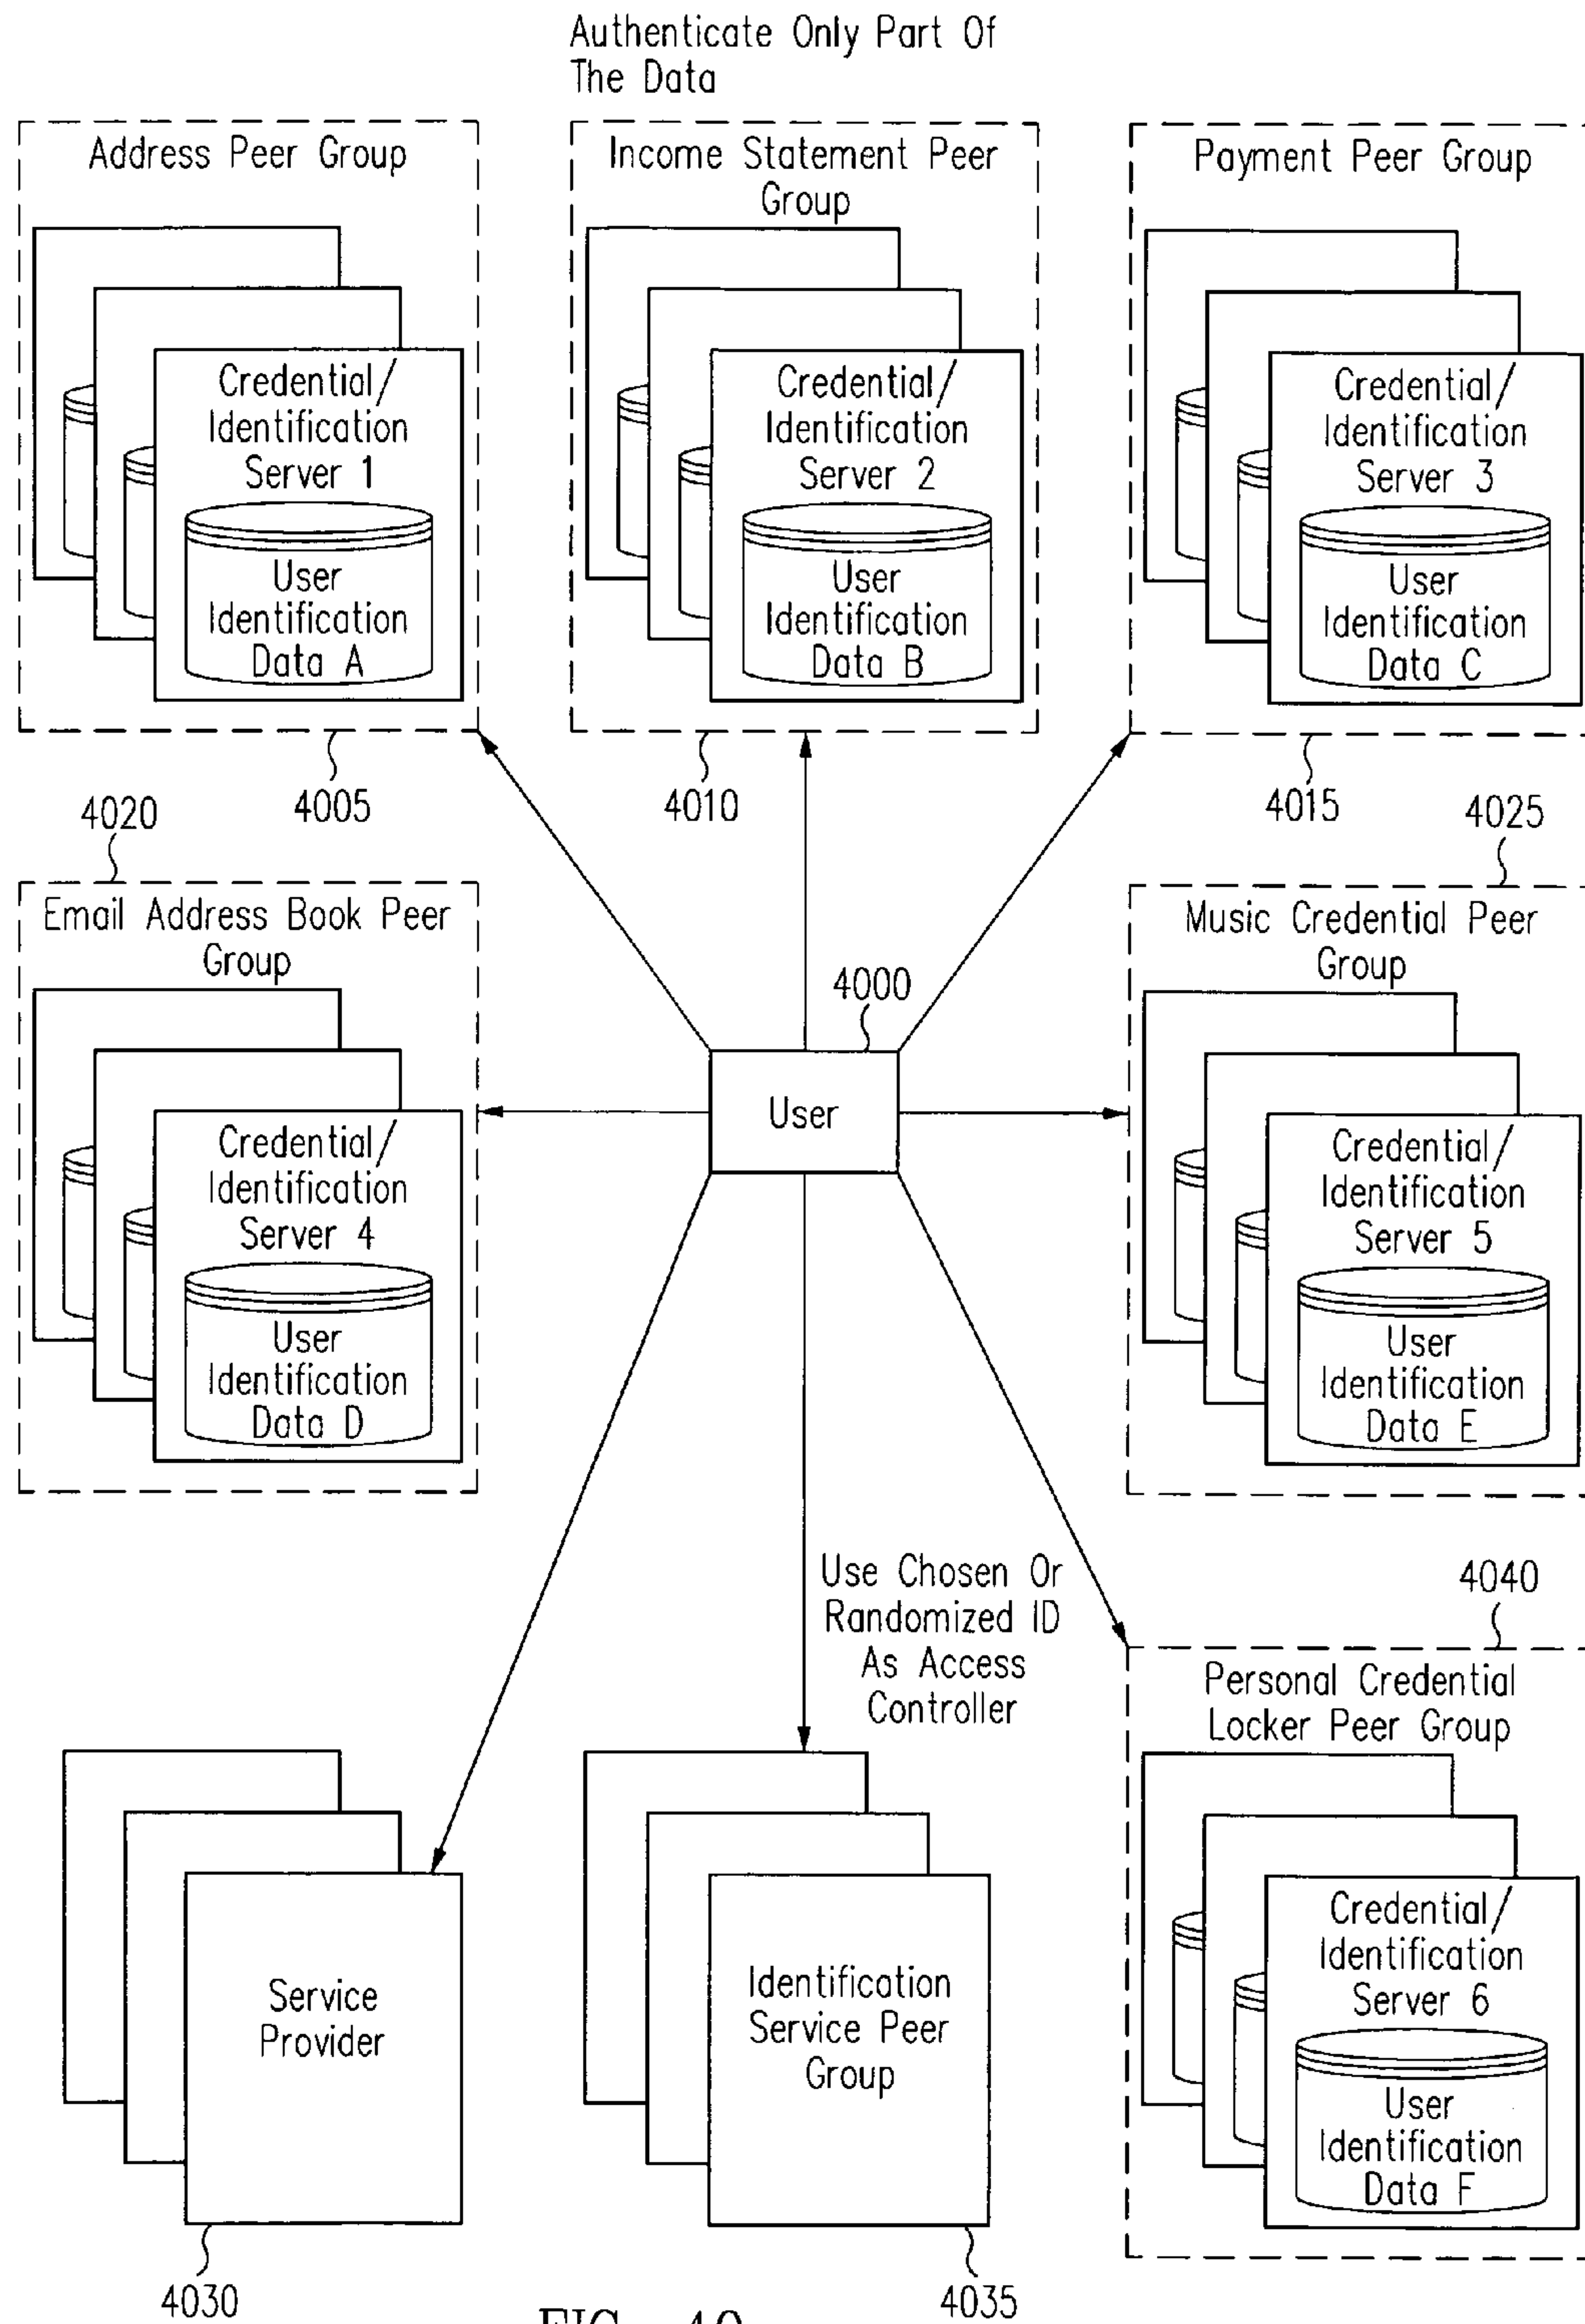 Authenticate Only Part Of
The Data
Address Peer Group
Credential/
Identification
Server 1
User
Identification
Data A
4005
Income Statement Peer
Group
Credential/
Identification
Server 2
User
Identification
Data B
4010
Payment Peer Group
Credential/
Identification
Server 3
User
Identification
Data C
4015
4020
Email Address Book Peer
Group
Credential/
Identification
Server 4
User
Identification
Data D
4000
User
4025
Music Credential Peer
Group
Credential/
Identification
Server 5
User
Identification
Data E
Use Chosen Or
Randomized ID
As Access
Controller
4040
Personal Credential
Locker Peer Group
Credential/
Identification
Server 6
User
Identification
Data F
Service
Provider
4030
Identification
Service Peer
Group
4035
FIG. 40